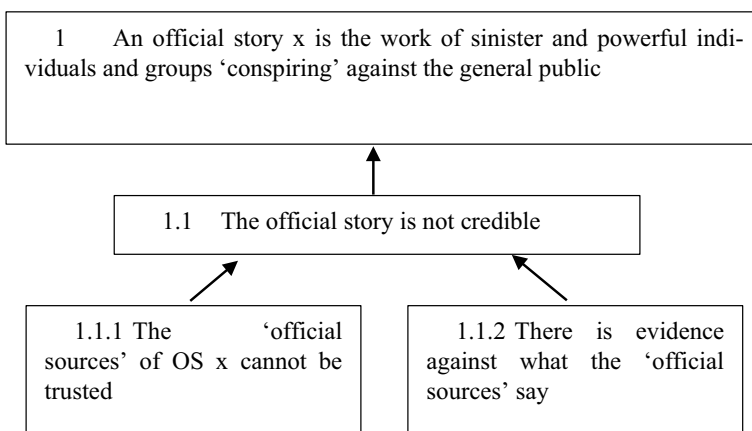 1 An official story x is the work of sinister and powerful indi-
viduals and groups ‘conspiring’ against the general public
1.1 The official story is not credible
1.1.1 The ‘official
sources’ of OS x cannot be
trusted
1.1.2 There is evidence
against what the ‘official
sources’ say